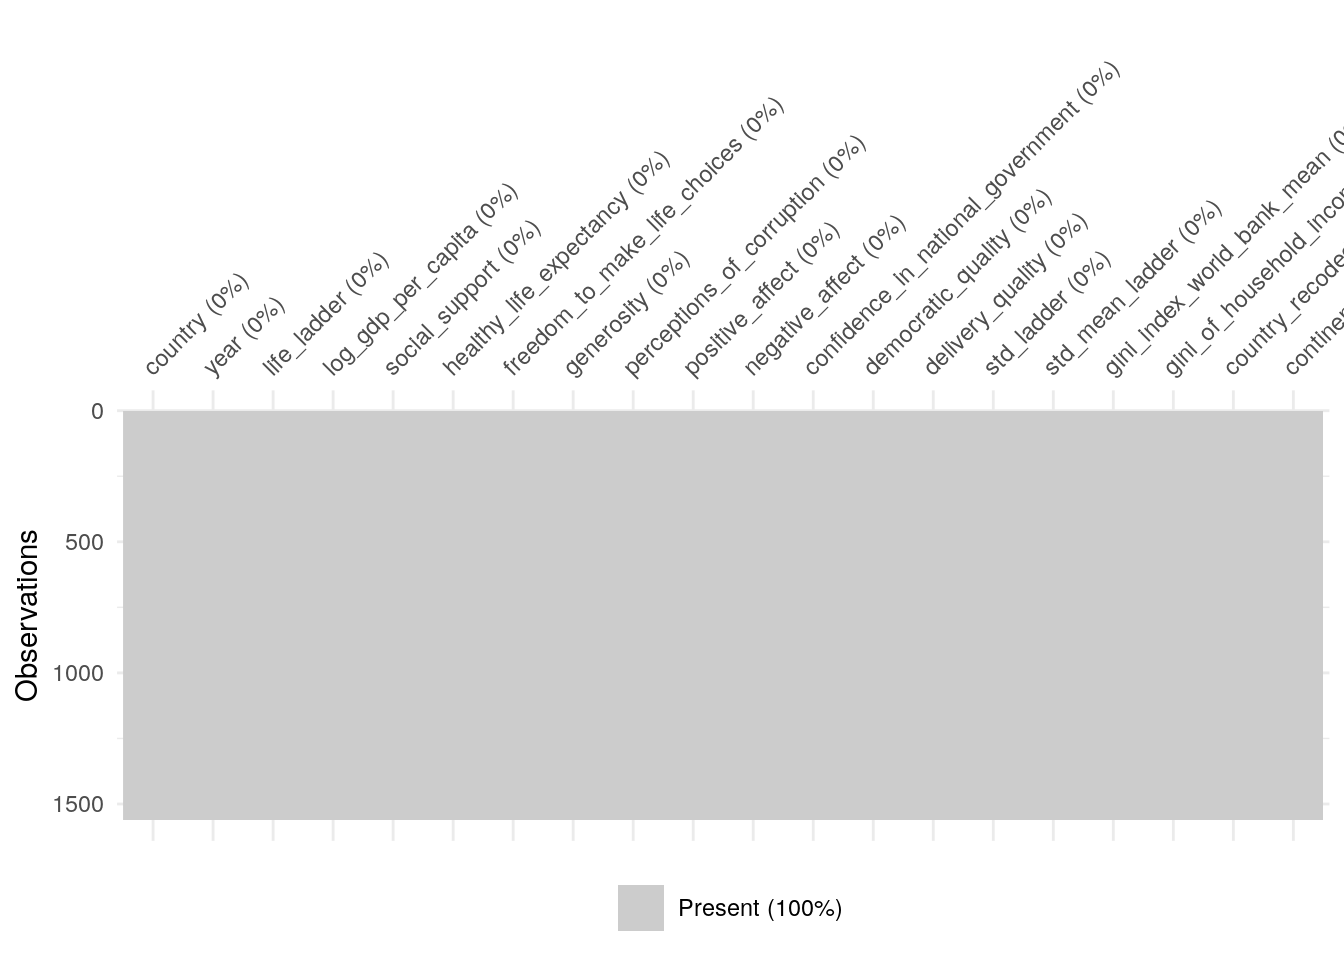 country (0%)
year (0%)
life_ladder (0%)
log_gdp_per_capita (0%)
social_support (0%)
healthy_life_expectancy (0%)
freedom_to_make_life_choices (0%)
generosity (0%)
perceptions_of_corruption (0%)
positive_affect (0%)
negative_affect (0%)
confidence_in_national_government (0%)
democratic_quality (0%)
delivery_quality (0%)
std_ladder (0%)
std_mean_ladder (0%)
gini_index_world_bank_mean
gini_of_household_
country_
0
500
1000
1500
Observations
Present (100%)